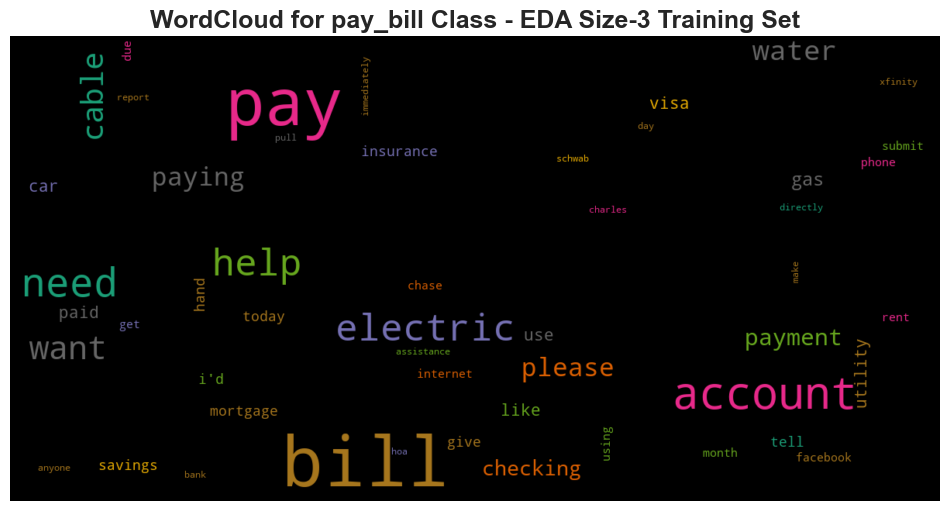 WordCloud for pay_bill Class - EDA Size-3 Training Set
due
cable
report
pay
immediately
water
xfinity
visa
day
pull
insurance
schwab
submit
phone
car
paying
gas
charles
directly
need
help
hand
paid
get
today
chase
make
rent
want
electric
use
assistance
payment
utility
i'd
internet
please
account
mortgage
like
bill
hoa
give
using
tell
month
facebook
checking
anyone
savings
bank